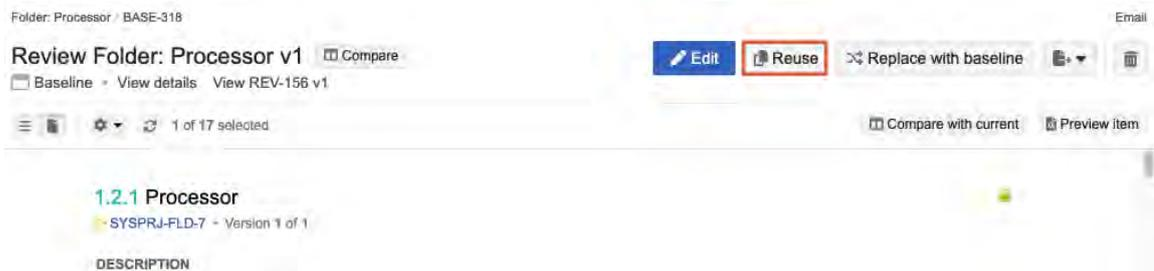 Folder: Processor / BASE-318 Email
Review Folder: Processor v1 Compare Edit Reuse Replace with baseline
Baseline • View details View REV-156 v1
1 of 17 selected Compare with current Preview item
1.2.1 Processor
SYSPRJ-FLD-7 • Version 1 of 1
DESCRIPTION